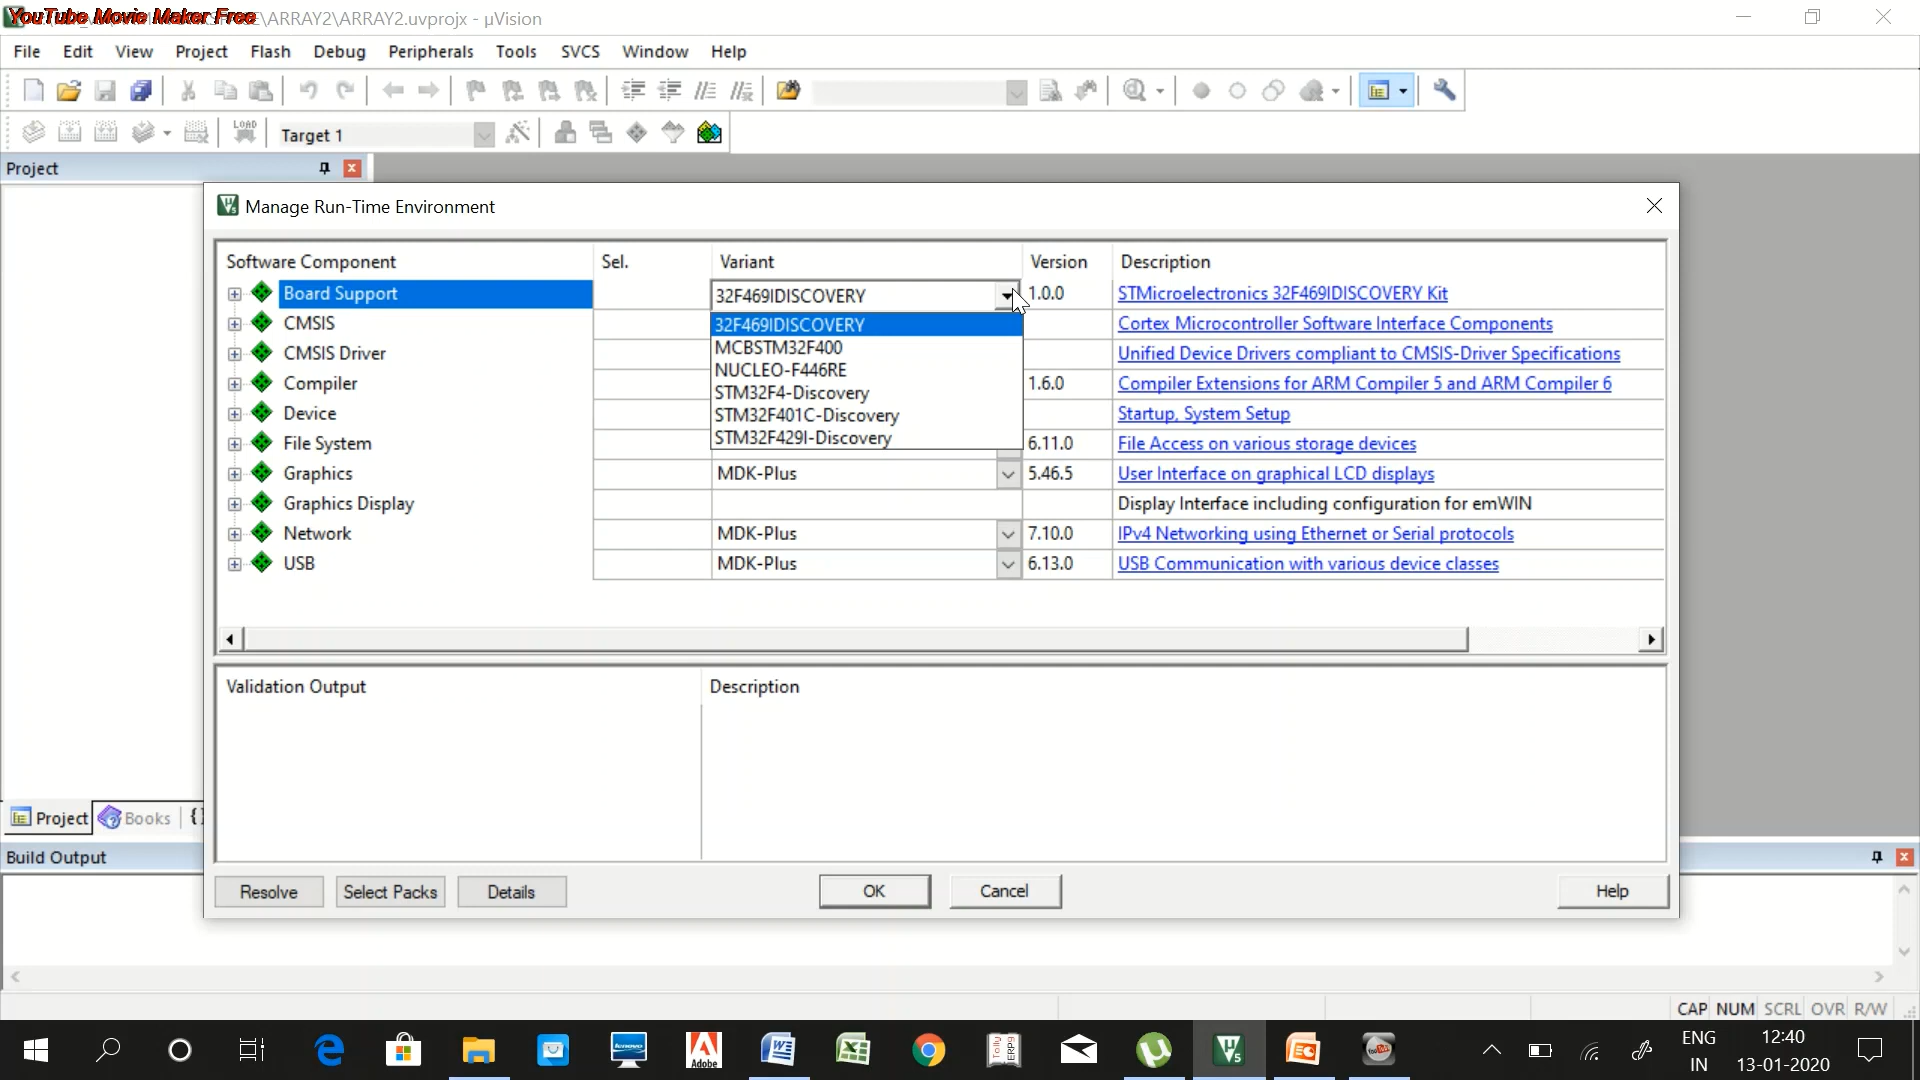 YouTube Movie Maker Free E\ARRAY2\ARRAY2.uvprojx - µVision
File Edit View Project Flash Debug Peripherals Tools SVCS Window Help
LOAD Target 1
Project
Manage Run-Time Environment
Software Component Sel. Variant Version Description
Board Support 32F469IDISCOVERY 1.0.0 STMicroelectronics 32F469IDISCOVERY Kit
CMSIS 32F469IDISCOVERY Cortex Microcontroller Software Interface Components
CMSIS Driver MCBSTM32F400 Unified Device Drivers compliant to CMSIS-Driver Specifications
Compiler NUCLEO-F446RE 1.6.0 Compiler Extensions for ARM Compiler 5 and ARM Compiler 6
STM32F4-Discovery
Device STM32F401C-Discovery Startup, System Setup
File System STM32F429I-Discovery 6.11.0 File Access on various storage devices
Graphics MDK-Plus 5.46.5 User Interface on graphical LCD displays
Graphics Display Display Interface including configuration for emWIN
Network MDK-Plus 7.10.0 IPv4 Networking using Ethernet or Serial protocols
USB MDK-Plus 6.13.0 USB Communication with various device classes
Validation Output Description
Project Books {}
Build Output
Resolve Select Packs Details OK Cancel Help
CAP NUM SCRL OVR R/W
lenovo Adobe Tally ERP9 5
ENG 12:40
IN 13-01-2020